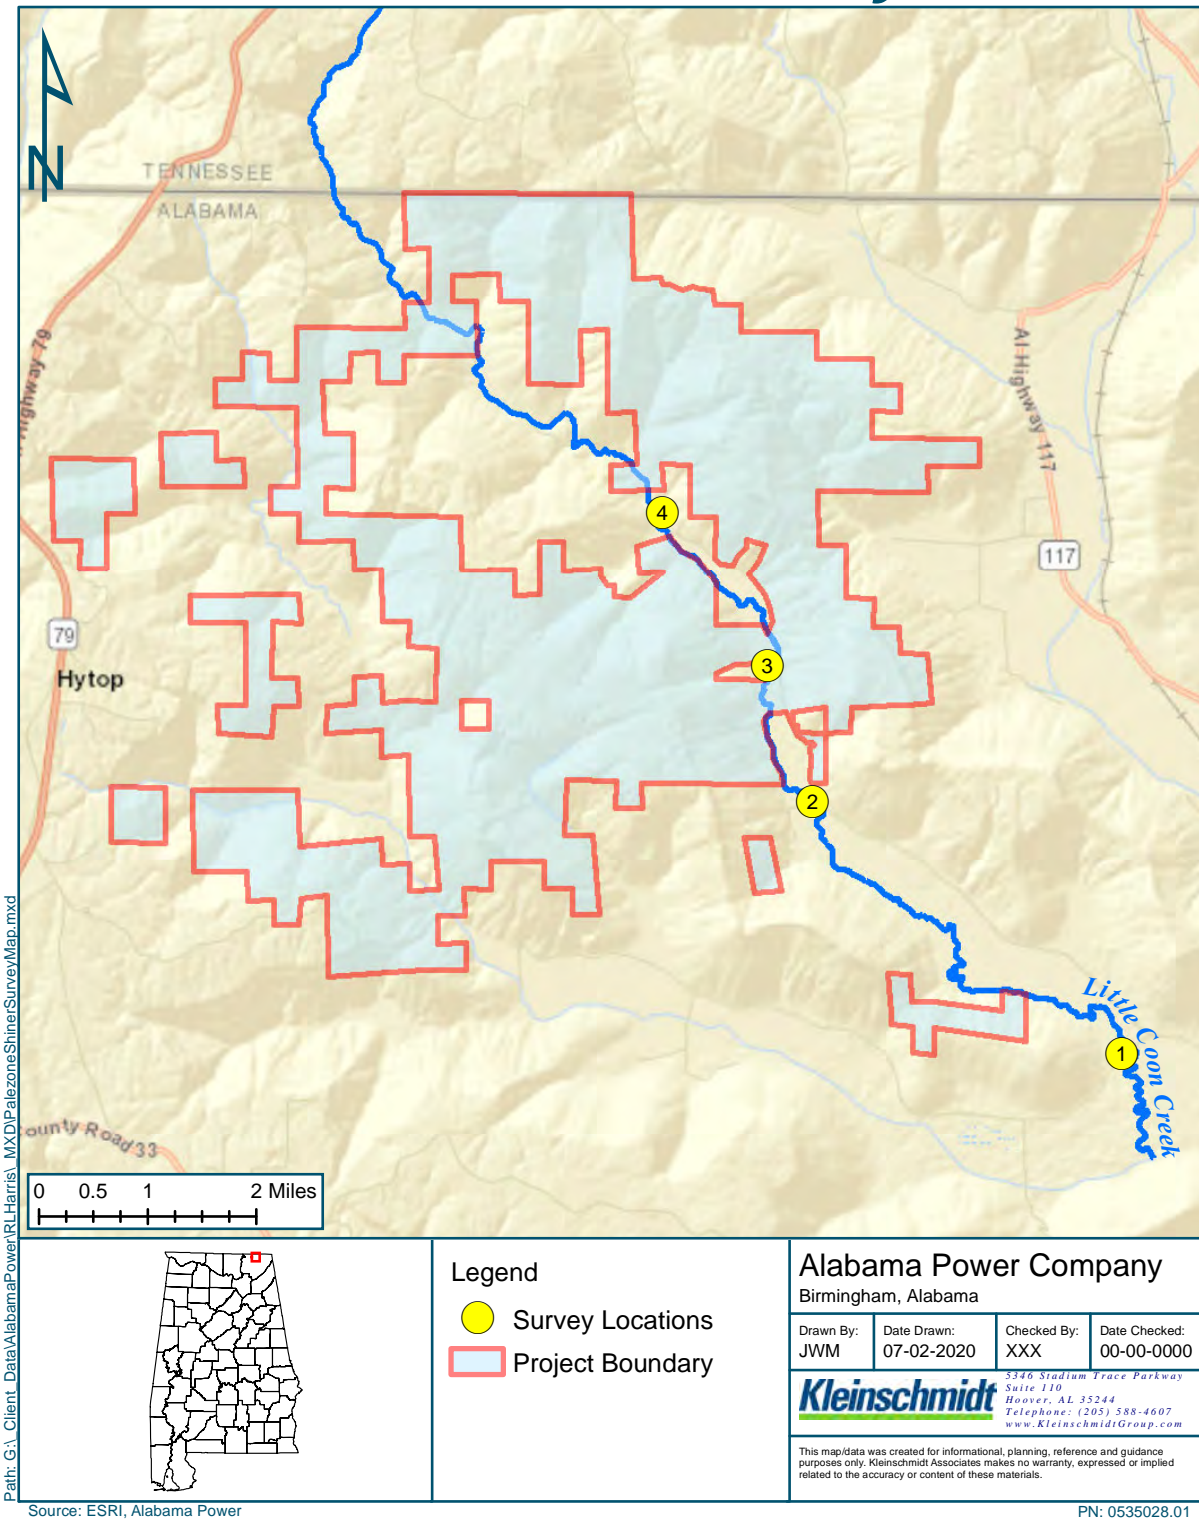 N
TENNESSEE
ALABAMA
Highway 79
Al Highway 117
117
79
Hytop
4
3
2
1
Little Coon Creek
County Road 33
0 0.5 1 2 Miles
Path: G:\_Client_Data\AlabamaPower\RLHarris\_MXD\PalezoneShinerSurveyMap.mxd
Legend
Survey Locations
Project Boundary
Alabama Power Company
Birmingham, Alabama
Drawn By:
JWM
Date Drawn:
07-02-2020
Checked By:
XXX
Date Checked:
00-00-0000
Kleinschmidt
5346 Stadium Trace Parkway
Suite 110
Hoover, AL 35244
Telephone: (205) 588-4607
www.KleinschmidtGroup.com
This map/data was created for informational, planning, reference and guidance
purposes only. Kleinschmidt Associates makes no warranty, expressed or implied
related to the accuracy or content of these materials.
Source: ESRI, Alabama Power
PN: 0535028.01